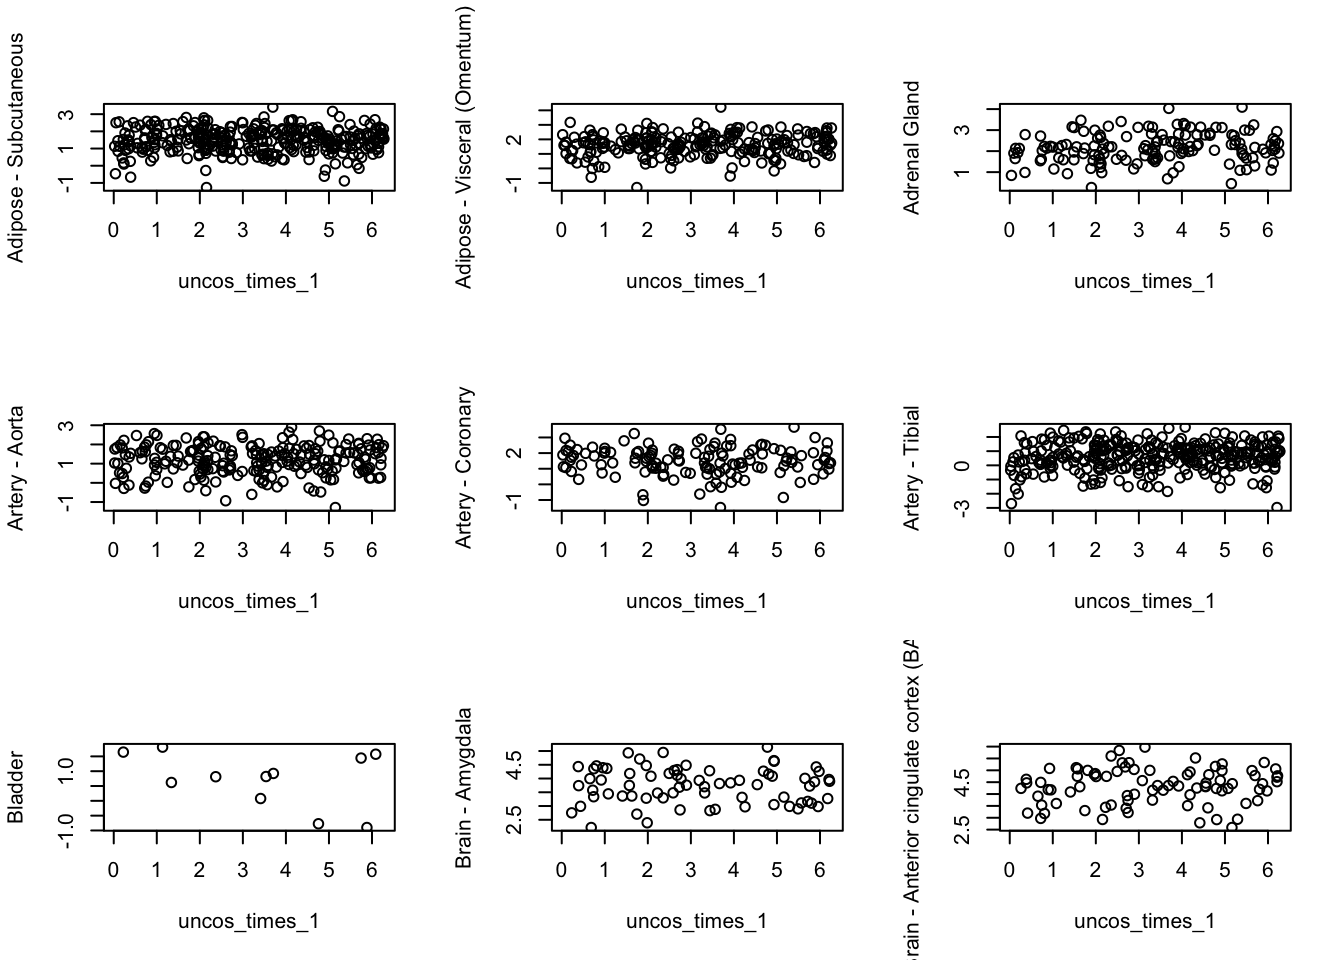 Adipose - Subcutaneous
3
1
-1
0 1 2 3 4 5 6
uncos_times_1
Adipose - Visceral (Omentum)
2
-1
0 1 2 3 4 5 6
uncos_times_1
Adrenal Gland
3
1
0 1 2 3 4 5 6
uncos_times_1
Artery - Aorta
3
1
-1
0 1 2 3 4 5 6
uncos_times_1
Artery - Coronary
2
-1
0 1 2 3 4 5 6
uncos_times_1
Artery - Tibial
0
-3
0 1 2 3 4 5 6
uncos_times_1
Bladder
1.0
-1.0
0 1 2 3 4 5 6
uncos_times_1
Brain - Amygdala
4.5
2.5
0 1 2 3 4 5 6
uncos_times_1
rain - Anterior cingulate cortex (BA
4.5
2.5
0 1 2 3 4 5 6
uncos_times_1